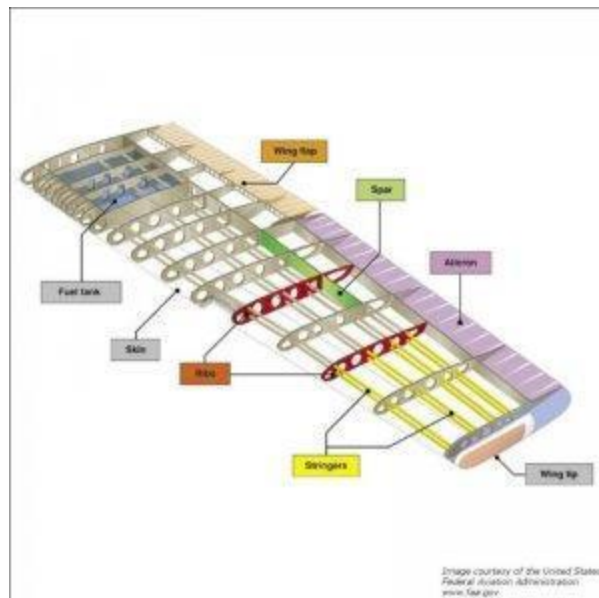 Wing flap
Spar
Aileron
Fuel tank
Skin
Ribs
Stringers
Wing tip
Image courtesy of the United States
Federal Aviation Administration
www.faa.gov